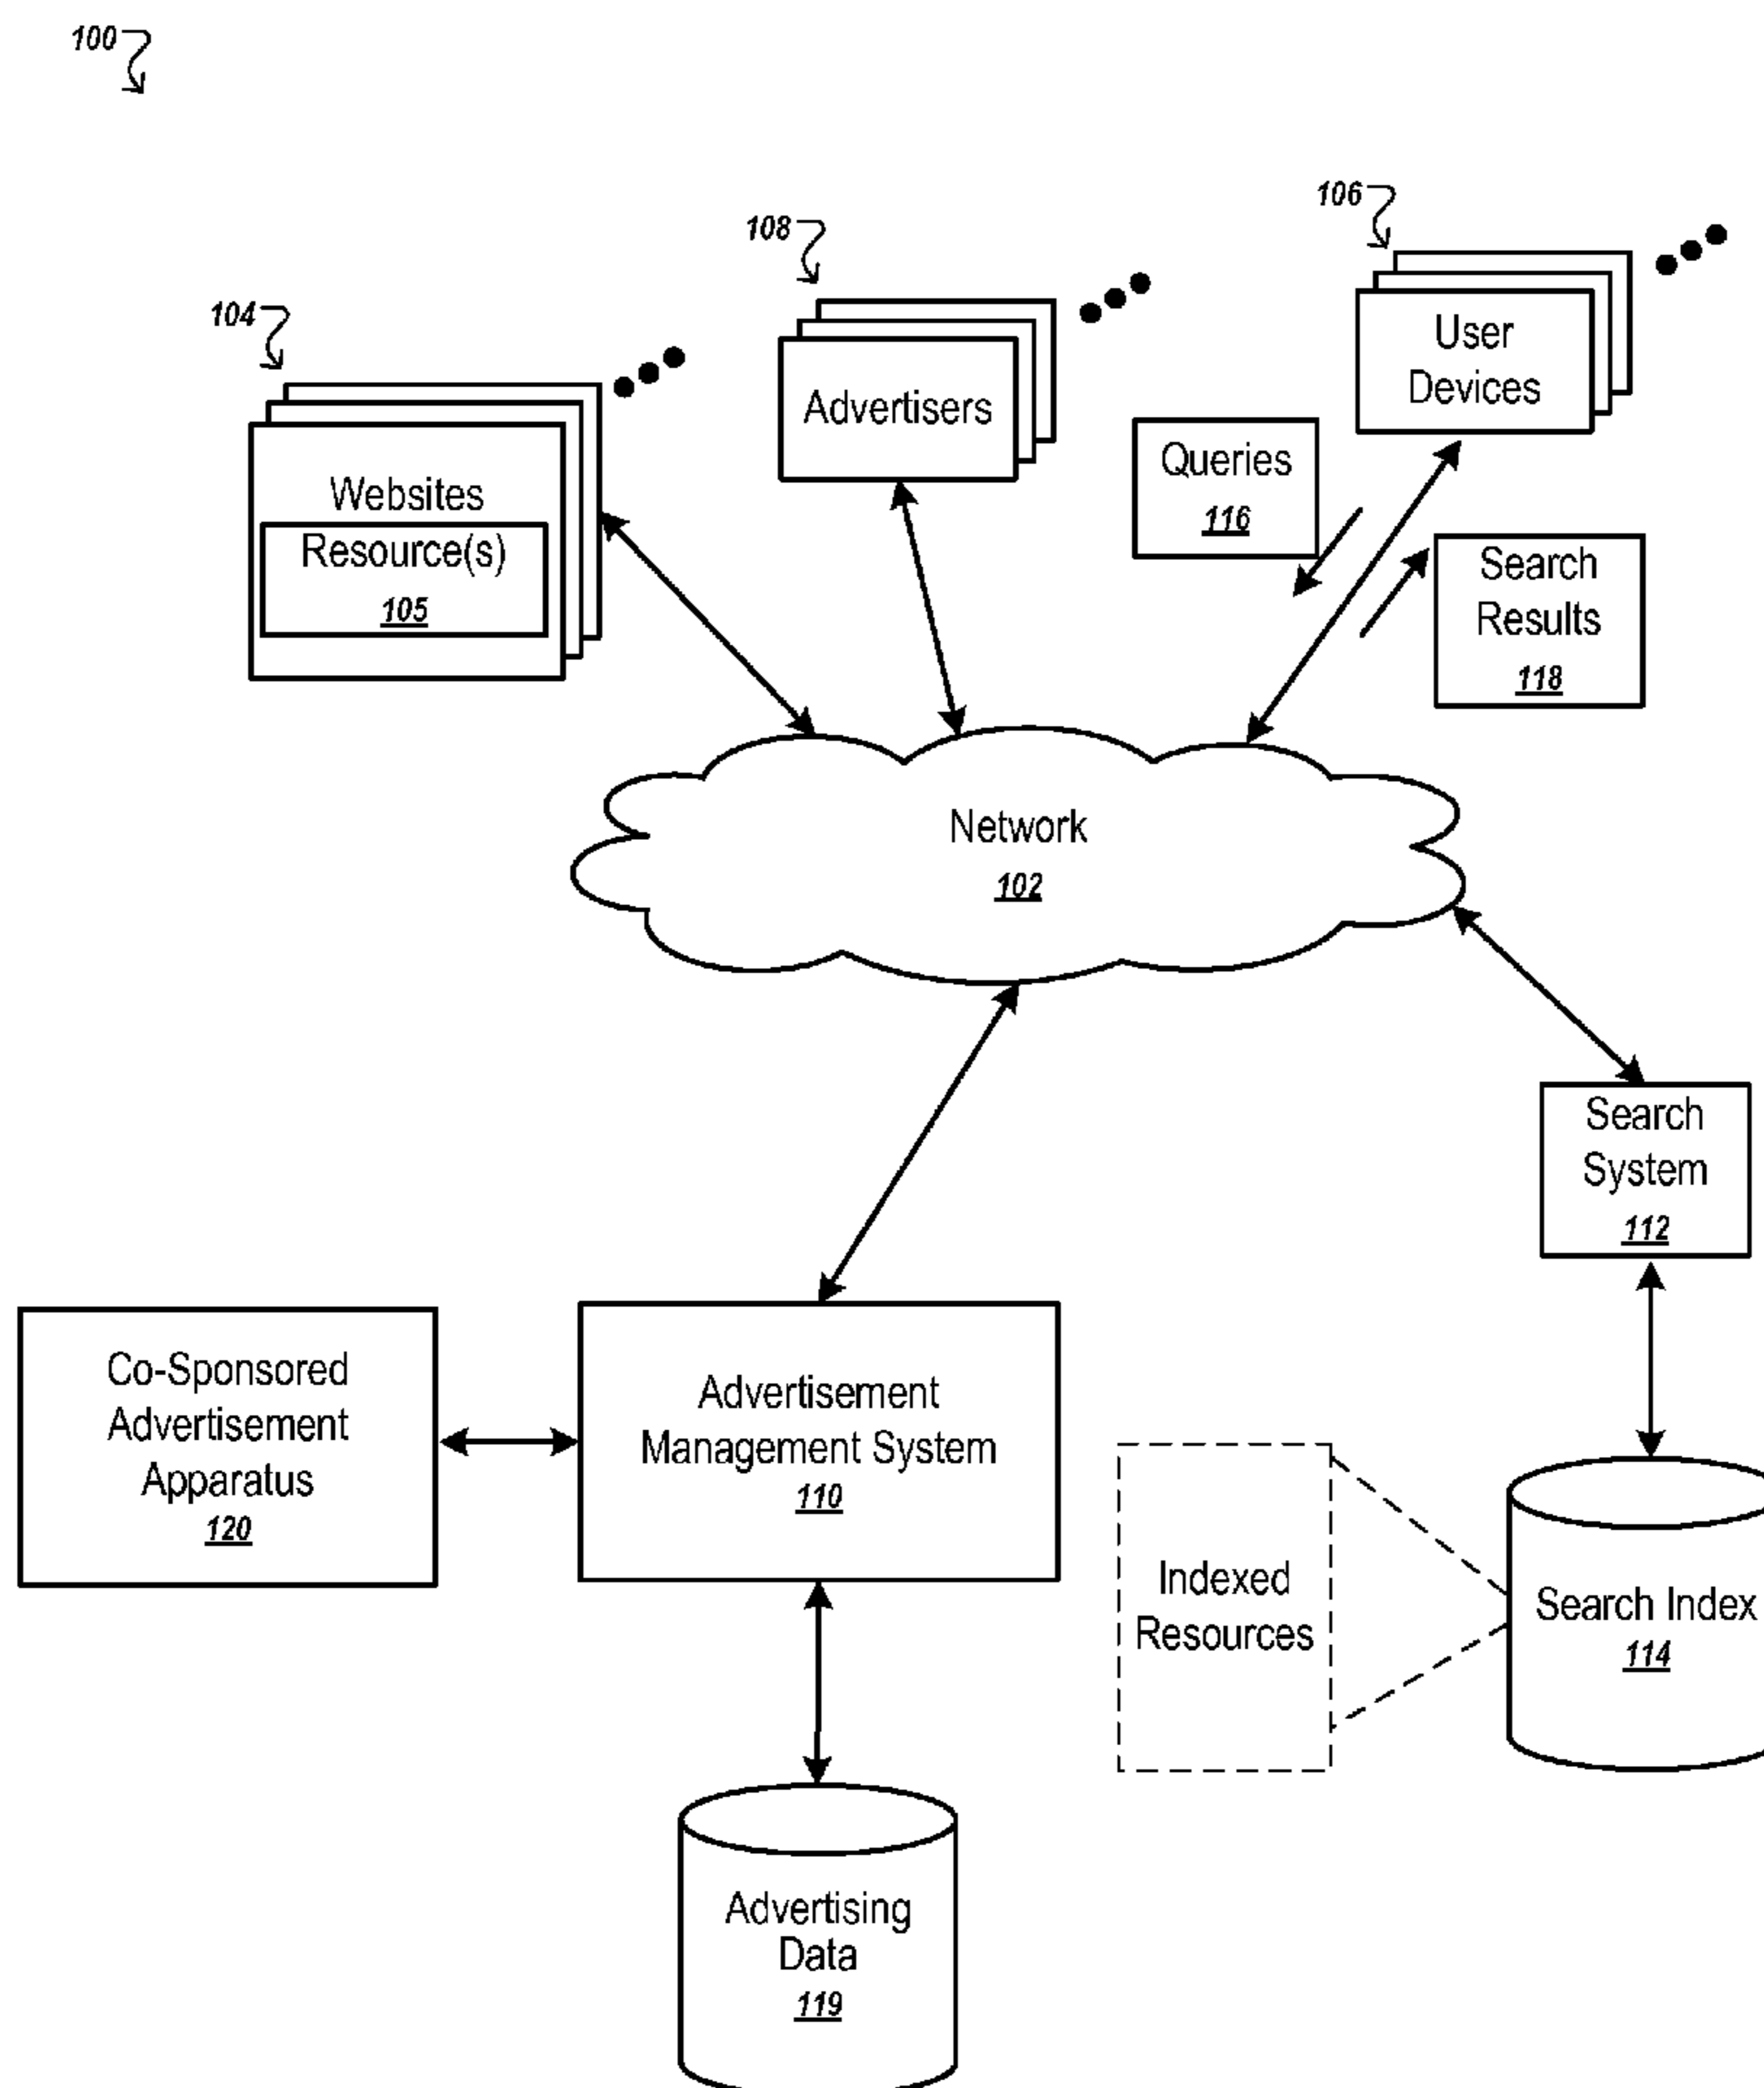 100
106
108
104
User
Devices
Advertisers
Queries
116
Websites
Resource(s)
105
Search
Results
118
Network
102
Search
System
112
Co-Sponsored
Advertisement
Apparatus
120
Advertisement
Management System
110
Indexed
Resources
Search Index
114
Advertising
Data
119